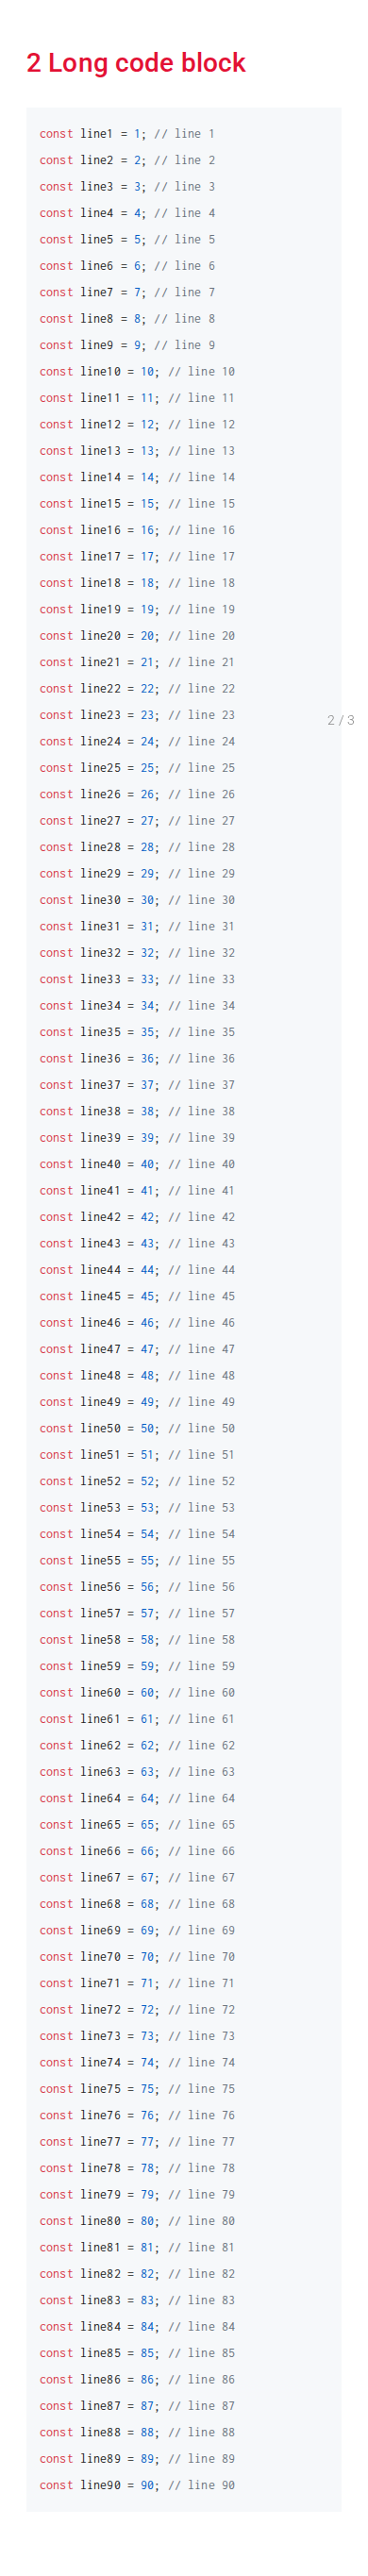 2 Long code block
const line1 = 1; // line 1
const line2 = 2; // line 2
const line3 = 3; // line 3
const line4 = 4; // line 4
const line5 = 5; // line 5
const line6 = 6; // line 6
const line7 = 7; // line 7
const line8 = 8; // line 8
const line9 = 9; // line 9
const line10 = 10; // line 10
const line11 = 11; // line 11
const line12 = 12; // line 12
const line13 = 13; // line 13
const line14 = 14; // line 14
const line15 = 15; // line 15
const line16 = 16; // line 16
const line17 = 17; // line 17
const line18 = 18; // line 18
const line19 = 19; // line 19
const line20 = 20; // line 20
const line21 = 21; // line 21
const line22 = 22; // line 22
const line23 = 23; // line 23
2 / 3
const line24 = 24; // line 24
const line25 = 25; // line 25
const line26 = 26; // line 26
const line27 = 27; // line 27
const line28 = 28; // line 28
const line29 = 29; // line 29
const line30 = 30; // line 30
const line31 = 31; // line 31
const line32 = 32; // line 32
const line33 = 33; // line 33
const line34 = 34; // line 34
const line35 = 35; // line 35
const line36 = 36; // line 36
const line37 = 37; // line 37
const line38 = 38; // line 38
const line39 = 39; // line 39
const line40 = 40; // line 40
const line41 = 41; // line 41
const line42 = 42; // line 42
const line43 = 43; // line 43
const line44 = 44; // line 44
const line45 = 45; // line 45
const line46 = 46; // line 46
const line47 = 47; // line 47
const line48 = 48; // line 48
const line49 = 49; // line 49
const line50 = 50; // line 50
const line51 = 51; // line 51
const line52 = 52; // line 52
const line53 = 53; // line 53
const line54 = 54; // line 54
const line55 = 55; // line 55
const line56 = 56; // line 56
const line57 = 57; // line 57
const line58 = 58; // line 58
const line59 = 59; // line 59
const line60 = 60; // line 60
const line61 = 61; // line 61
const line62 = 62; // line 62
const line63 = 63; // line 63
const line64 = 64; // line 64
const line65 = 65; // line 65
const line66 = 66; // line 66
const line67 = 67; // line 67
const line68 = 68; // line 68
const line69 = 69; // line 69
const line70 = 70; // line 70
const line71 = 71; // line 71
const line72 = 72; // line 72
const line73 = 73; // line 73
const line74 = 74; // line 74
const line75 = 75; // line 75
const line76 = 76; // line 76
const line77 = 77; // line 77
const line78 = 78; // line 78
const line79 = 79; // line 79
const line80 = 80; // line 80
const line81 = 81; // line 81
const line82 = 82; // line 82
const line83 = 83; // line 83
const line84 = 84; // line 84
const line85 = 85; // line 85
const line86 = 86; // line 86
const line87 = 87; // line 87
const line88 = 88; // line 88
const line89 = 89; // line 89
const line90 = 90; // line 90